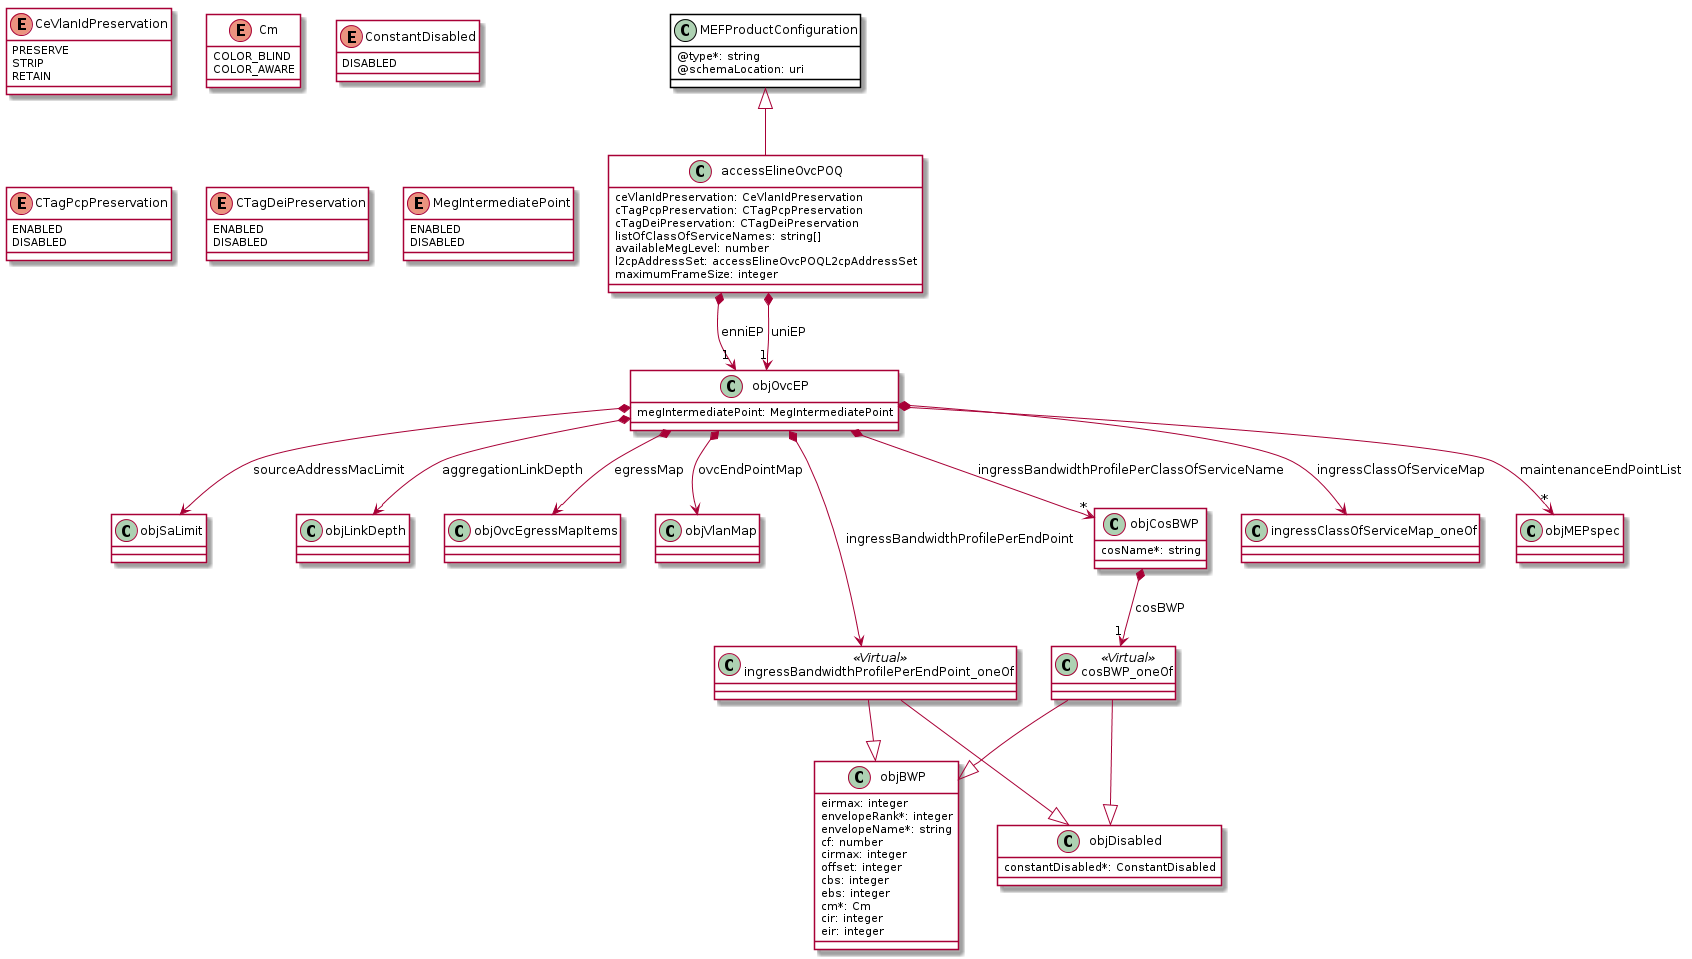 E CeVlanIdPreservation
PRESERVE
STRIP
RETAIN
E Cm
COLOR_BLIND
COLOR_AWARE
E ConstantDisabled
DISABLED
C MEFProductConfiguration
@type*: string
@schemaLocation: uri
E CTagPcpPreservation
ENABLED
DISABLED
E CTagDeiPreservation
ENABLED
DISABLED
E MegIntermediatePoint
ENABLED
DISABLED
C accessElineOvcPOQ
ceVlanIdPreservation: CeVlanIdPreservation
cTagPcpPreservation: CTagPcpPreservation
cTagDeiPreservation: CTagDeiPreservation
listOfClassOfServiceNames: string[]
availableMegLevel: number
l2cpAddressSet: accessElineOvcPOQL2cpAddressSet
maximumFrameSize: integer
enniEP
uniEP
1
1
C objOvcEP
megIntermediatePoint: MegIntermediatePoint
sourceAddressMacLimit
aggregationLinkDepth
egressMap
ovcEndPointMap
ingressBandwidthProfilePerClassOfServiceName
ingressClassOfServiceMap
maintenanceEndPointList
*
*
C objSaLimit
C objLinkDepth
C objOvcEgressMapItems
C objVlanMap
ingressBandwidthProfilePerEndPoint
C objCosBWP
cosName*: string
C ingressClassOfServiceMap_oneOf
C objMEPspec
cosBWP
1
C «Virtual»
ingressBandwidthProfilePerEndPoint_oneOf
C «Virtual»
cosBWP_oneOf
C objBWP
eirmax: integer
envelopeRank*: integer
envelopeName*: string
cf: number
cirmax: integer
offset: integer
cbs: integer
ebs: integer
cm*: Cm
cir: integer
eir: integer
C objDisabled
constantDisabled*: ConstantDisabled